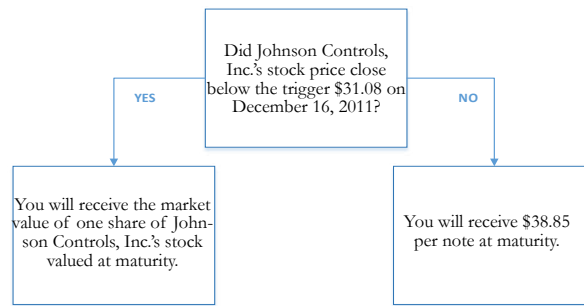 Did Johnson Controls,
Inc.'s stock price close
below the trigger $31.08 on
December 16, 2011?
YES
NO
You will receive the market
value of one share of John-
son Controls, Inc.'s stock
valued at maturity.
You will receive $38.85
per note at maturity.